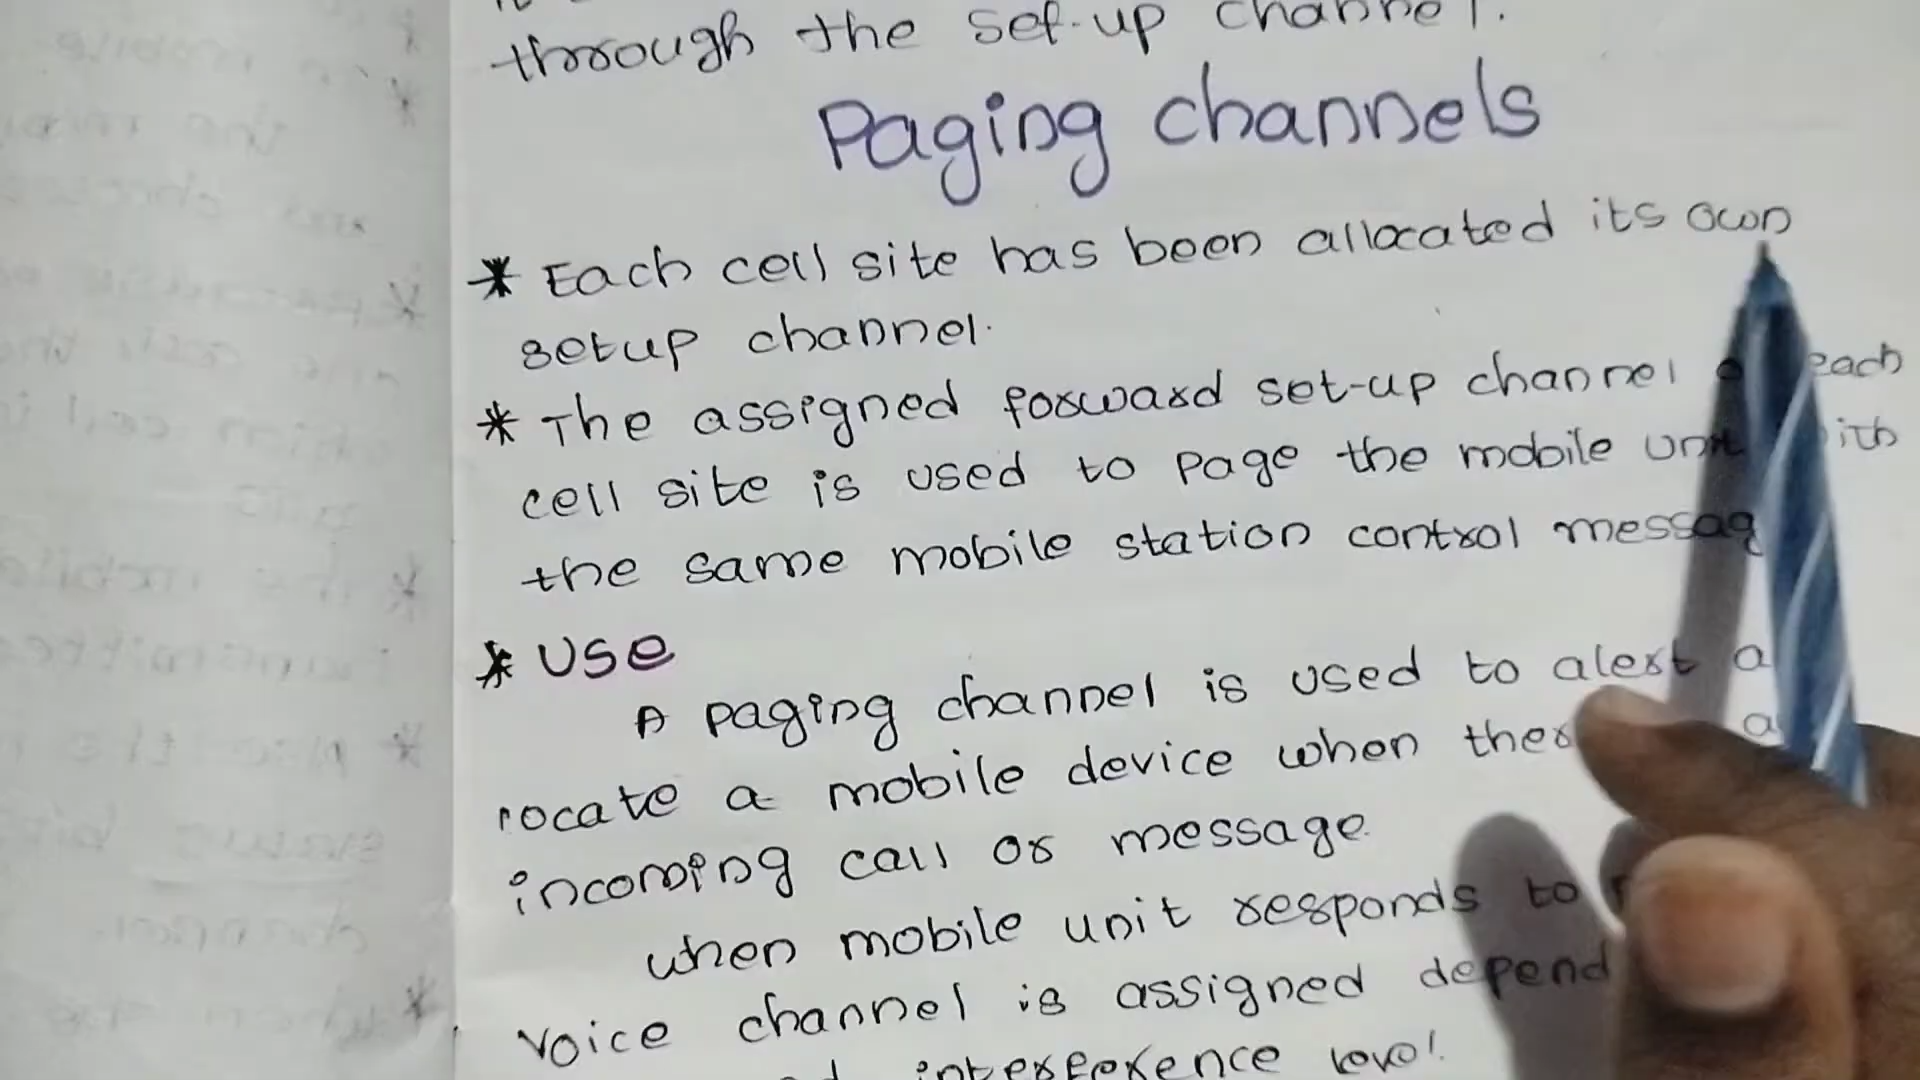 through the set-up channel.
Paging channels
* Each cell site has been allocated its own
setup channel.
* The assigned forward set-up channel each
cell site is used to page the mobile unit with
the same mobile station control messag
* Use
A paging channel is used to alert a
locate a mobile device when there a
incoming call or message
when mobile unit responds to
voice channel is assigned depend
interference level.